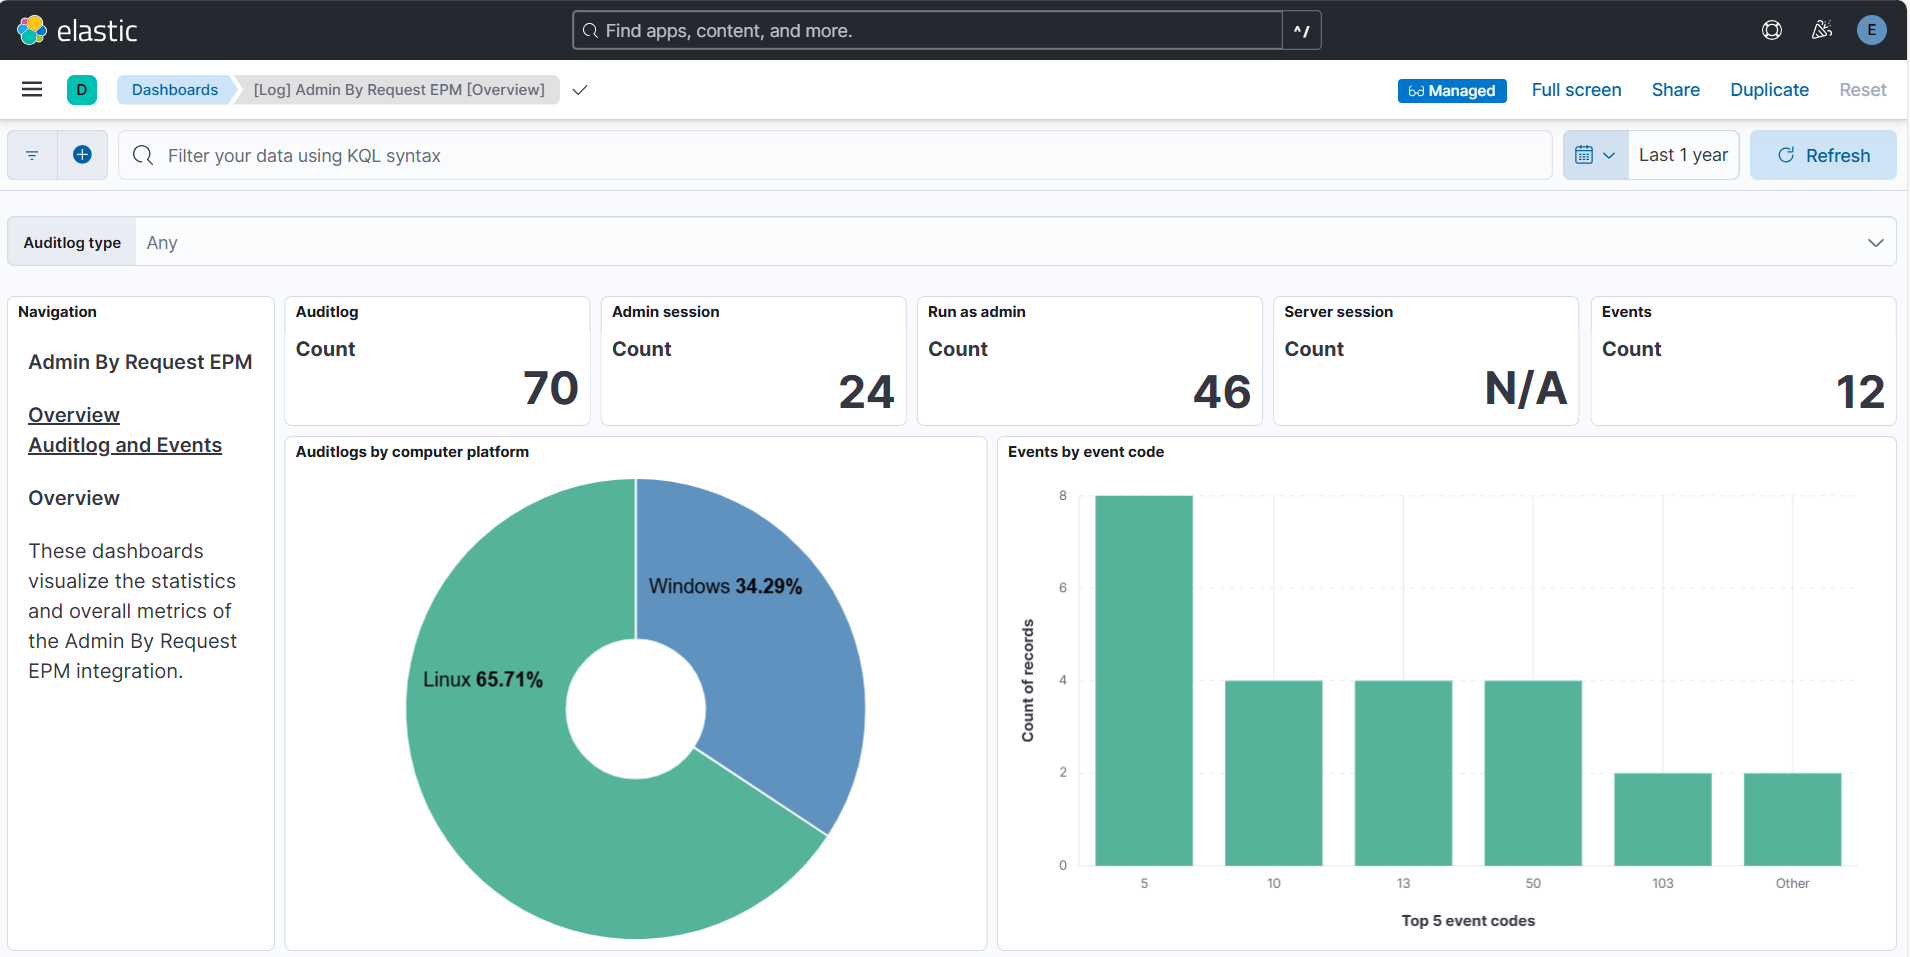 elastic
Find apps, content, and more.
^/
E
D
Dashboards
[Log] Admin By Request EPM [Overview]
Managed
Full screen
Share
Duplicate
Reset
Filter your data using KQL syntax
Last 1 year
Refresh
Auditlog type
Any
Navigation
Admin By Request EPM
Overview
Auditlog and Events
Overview
These dashboards
visualize the statistics
and overall metrics of
the Admin By Request
EPM integration.
Auditlog
Count
70
Admin session
Count
24
Run as admin
Count
46
Server session
Count
N/A
Events
Count
12
Auditlogs by computer platform
Windows 34.29%
Linux 65.71%
Events by event code
8
6
4
2
0
Count of records
5
10
13
50
103
Other
Top 5 event codes